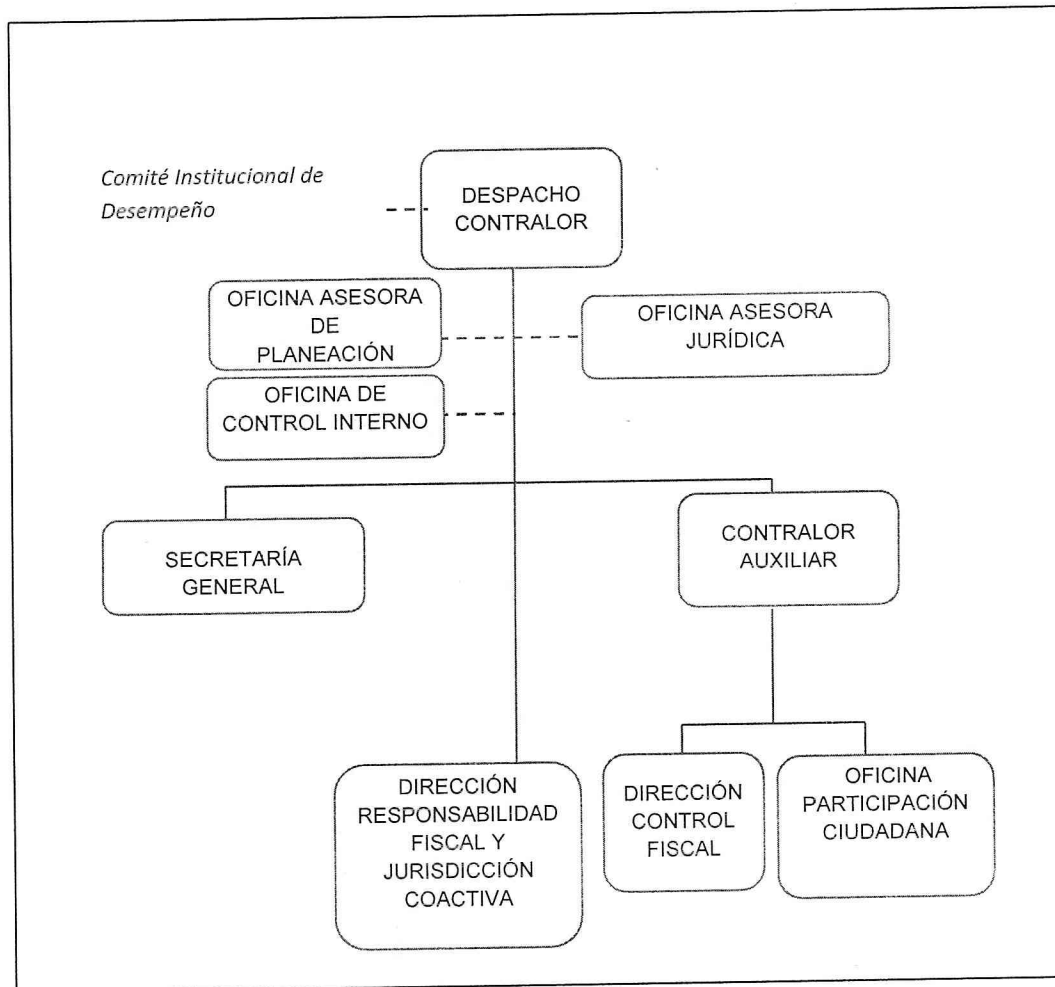 Comité Institucional de
Desempeño
DESPACHO
CONTRALOR
OFICINA ASESORA
DE
PLANEACIÓN
OFICINA ASESORA
JURÍDICA
OFICINA DE
CONTROL INTERNO
SECRETARÍA
GENERAL
CONTRALOR
AUXILIAR
DIRECCIÓN
RESPONSABILIDAD
FISCAL Y
JURISDICCIÓN
COACTIVA
DIRECCIÓN
CONTROL
FISCAL
OFICINA
PARTICIPACIÓN
CIUDADANA